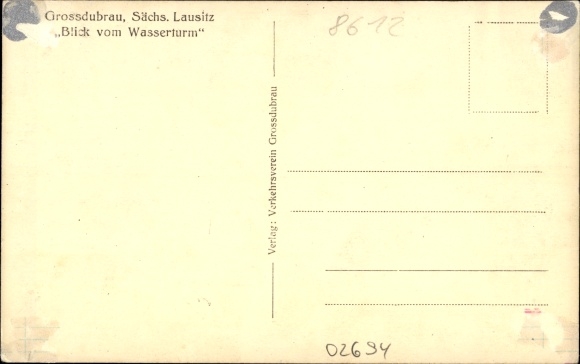 Grossdubrau, Sächs. Lausitz
„Blick vom Wasserturm“
8612
Verlag: Verkehrsverein Grossdubrau
02694